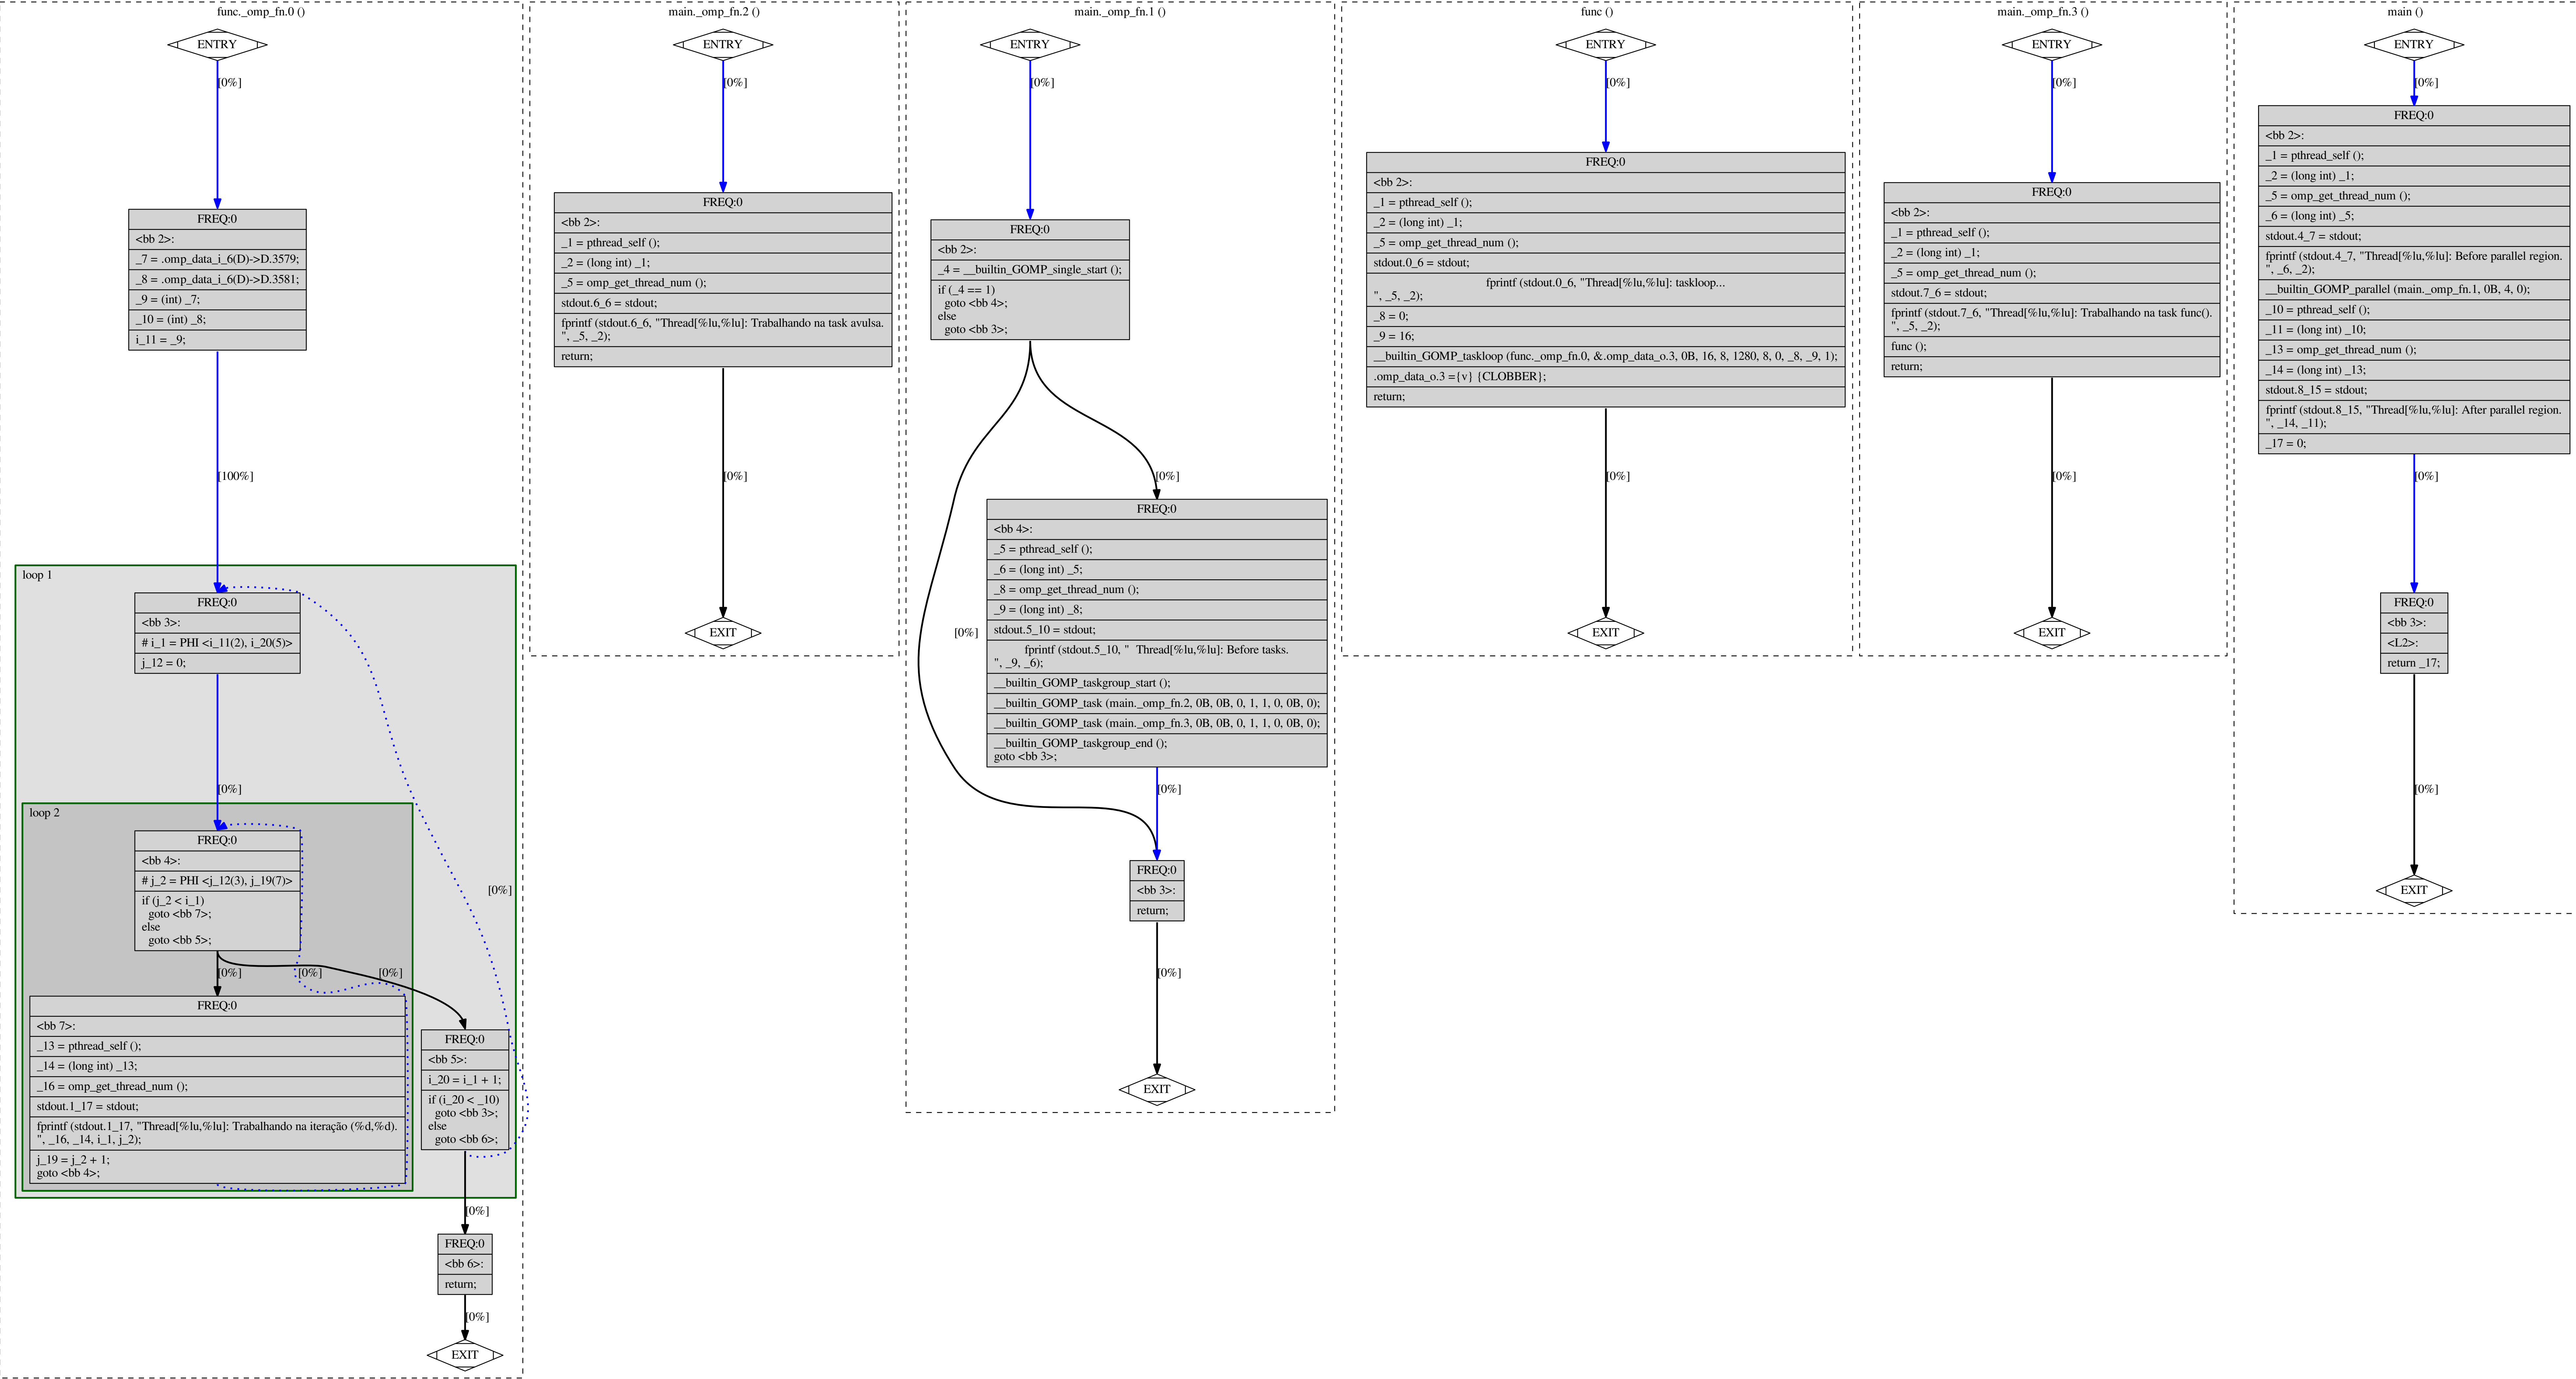 func._omp_fn.0 ()
ENTRY
[0%]
FREQ:0
<bb 2>:
_7 = .omp_data_i_6(D)->D.3579;
_8 = .omp_data_i_6(D)->D.3581;
_9 = (int) _7;
_10 = (int) _8;
i_11 = _9;
[100%]
loop 1
FREQ:0
<bb 3>:
# i_1 = PHI <i_11(2), i_20(5)>
j_12 = 0;
[0%]
loop 2
FREQ:0
<bb 4>:
# j_2 = PHI <j_12(3), j_19(7)>
if (j_2 < i_1)
goto <bb 7>;
else
goto <bb 5>;
[0%]
[0%]
[0%]
[0%]
FREQ:0
<bb 7>:
_13 = pthread_self ();
_14 = (long int) _13;
_16 = omp_get_thread_num ();
stdout.1_17 = stdout;
fprintf (stdout.1_17, "Thread[%lu,%lu]: Trabalhando na iteração (%d,%d).
", _16, _14, i_1, j_2);
j_19 = j_2 + 1;
goto <bb 4>;
FREQ:0
<bb 5>:
i_20 = i_1 + 1;
if (i_20 < _10)
goto <bb 3>;
else
goto <bb 6>;
[0%]
FREQ:0
<bb 6>:
return;
[0%]
EXIT
main._omp_fn.2 ()
ENTRY
[0%]
FREQ:0
<bb 2>:
_1 = pthread_self ();
_2 = (long int) _1;
_5 = omp_get_thread_num ();
stdout.6_6 = stdout;
fprintf (stdout.6_6, "Thread[%lu,%lu]: Trabalhando na task avulsa.
", _5, _2);
return;
[0%]
EXIT
main._omp_fn.1 ()
ENTRY
[0%]
FREQ:0
<bb 2>:
_4 = __builtin_GOMP_single_start ();
if (_4 == 1)
goto <bb 4>;
else
goto <bb 3>;
[0%]
[0%]
FREQ:0
<bb 4>:
_5 = pthread_self ();
_6 = (long int) _5;
_8 = omp_get_thread_num ();
_9 = (long int) _8;
stdout.5_10 = stdout;
fprintf (stdout.5_10, "  Thread[%lu,%lu]: Before tasks.
", _9, _6);
__builtin_GOMP_taskgroup_start ();
__builtin_GOMP_task (main._omp_fn.2, 0B, 0B, 0, 1, 1, 0, 0B, 0);
__builtin_GOMP_task (main._omp_fn.3, 0B, 0B, 0, 1, 1, 0, 0B, 0);
__builtin_GOMP_taskgroup_end ();
goto <bb 3>;
[0%]
FREQ:0
<bb 3>:
return;
[0%]
EXIT
func ()
ENTRY
[0%]
FREQ:0
<bb 2>:
_1 = pthread_self ();
_2 = (long int) _1;
_5 = omp_get_thread_num ();
stdout.0_6 = stdout;
fprintf (stdout.0_6, "Thread[%lu,%lu]: taskloop...
", _5, _2);
_8 = 0;
_9 = 16;
__builtin_GOMP_taskloop (func._omp_fn.0, &.omp_data_o.3, 0B, 16, 8, 1280, 8, 0, _8, _9, 1);
.omp_data_o.3 ={v} {CLOBBER};
return;
[0%]
EXIT
main._omp_fn.3 ()
ENTRY
[0%]
FREQ:0
<bb 2>:
_1 = pthread_self ();
_2 = (long int) _1;
_5 = omp_get_thread_num ();
stdout.7_6 = stdout;
fprintf (stdout.7_6, "Thread[%lu,%lu]: Trabalhando na task func().
", _5, _2);
func ();
return;
[0%]
EXIT
main ()
ENTRY
[0%]
FREQ:0
<bb 2>:
_1 = pthread_self ();
_2 = (long int) _1;
_5 = omp_get_thread_num ();
_6 = (long int) _5;
stdout.4_7 = stdout;
fprintf (stdout.4_7, "Thread[%lu,%lu]: Before parallel region.
", _6, _2);
__builtin_GOMP_parallel (main._omp_fn.1, 0B, 4, 0);
_10 = pthread_self ();
_11 = (long int) _10;
_13 = omp_get_thread_num ();
_14 = (long int) _13;
stdout.8_15 = stdout;
fprintf (stdout.8_15, "Thread[%lu,%lu]: After parallel region.
", _14, _11);
_17 = 0;
[0%]
FREQ:0
<bb 3>:
<L2>:
return _17;
[0%]
EXIT